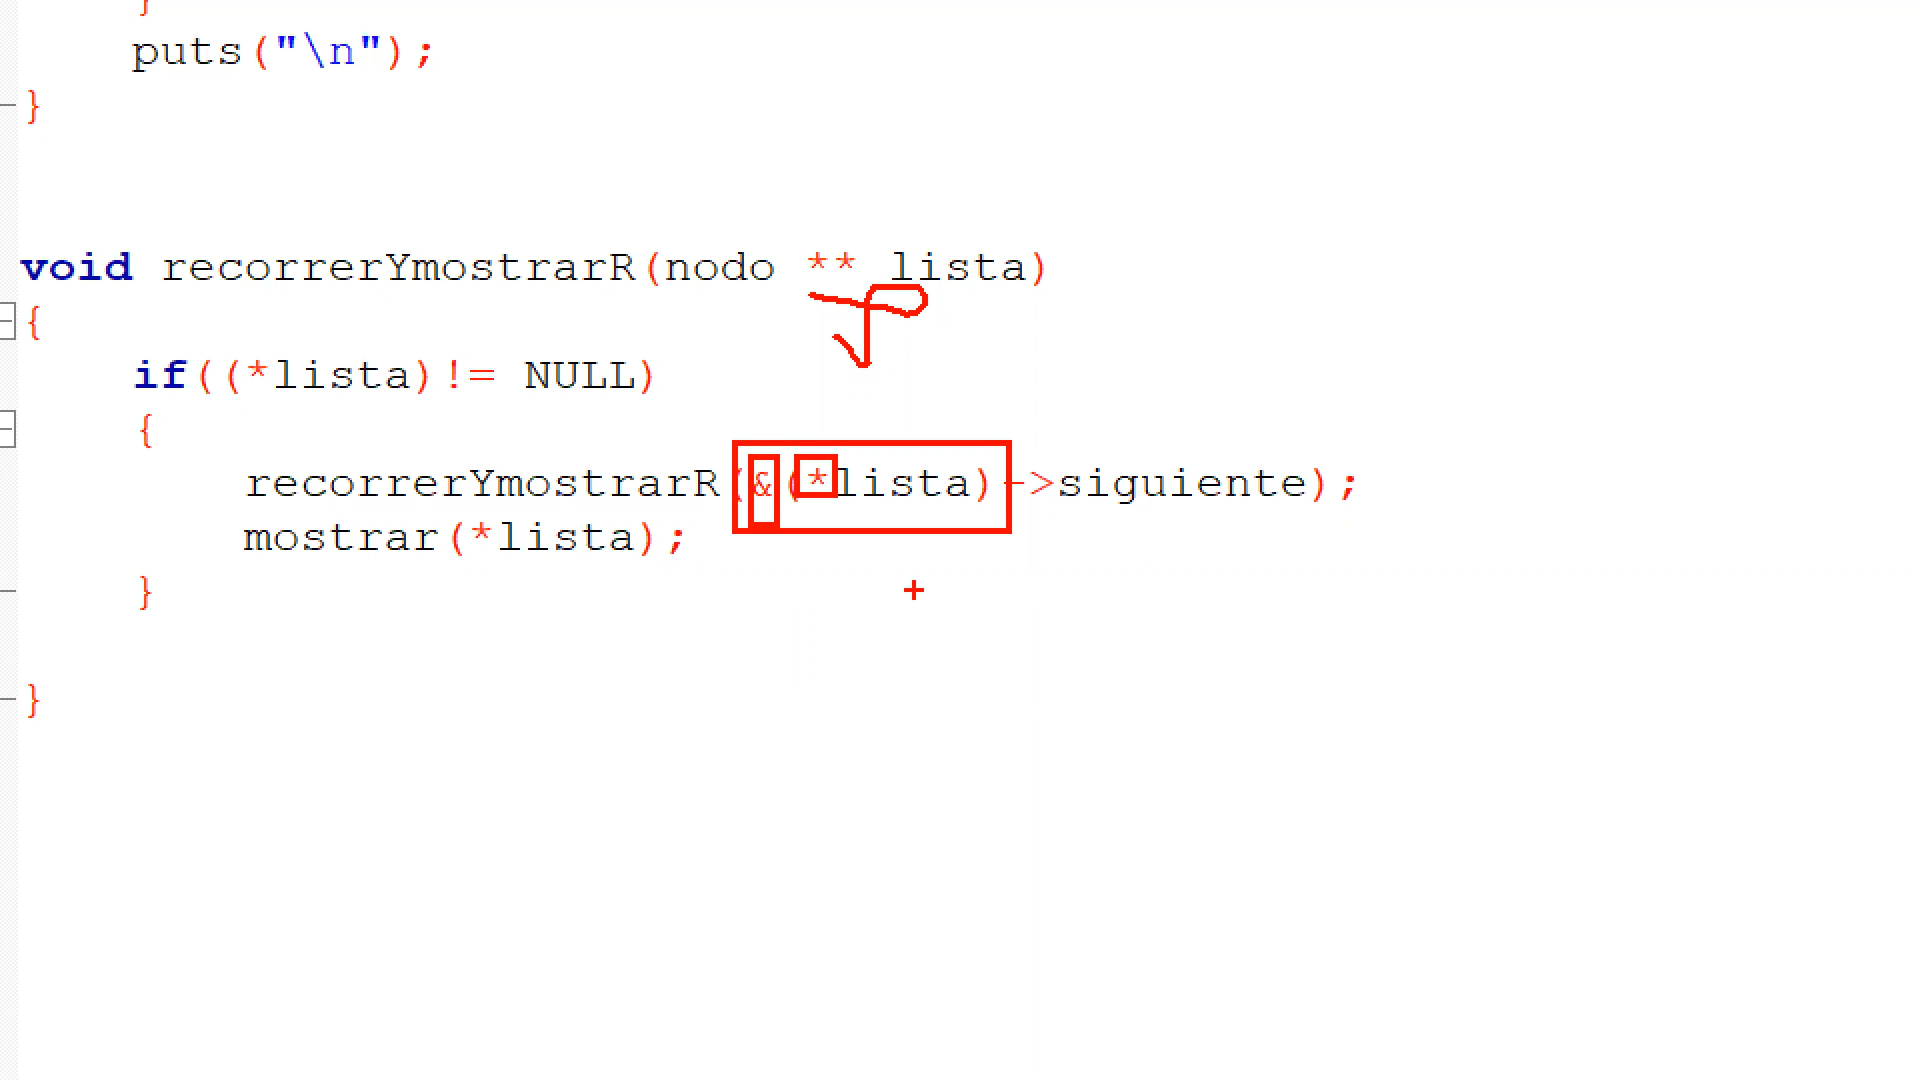 }
puts("\n");
}
void recorrerYmostrarR(nodo ** lista)
{
if((*lista)!= NULL)
{
recorrerYmostrarR(&(*lista)->siguiente);
mostrar(*lista);
}
}